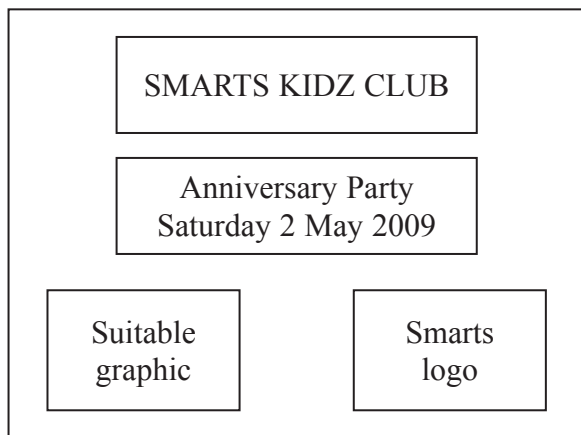 SMARTS KIDZ CLUB
Anniversary Party
Saturday 2 May 2009
Suitable
graphic
Smarts
logo